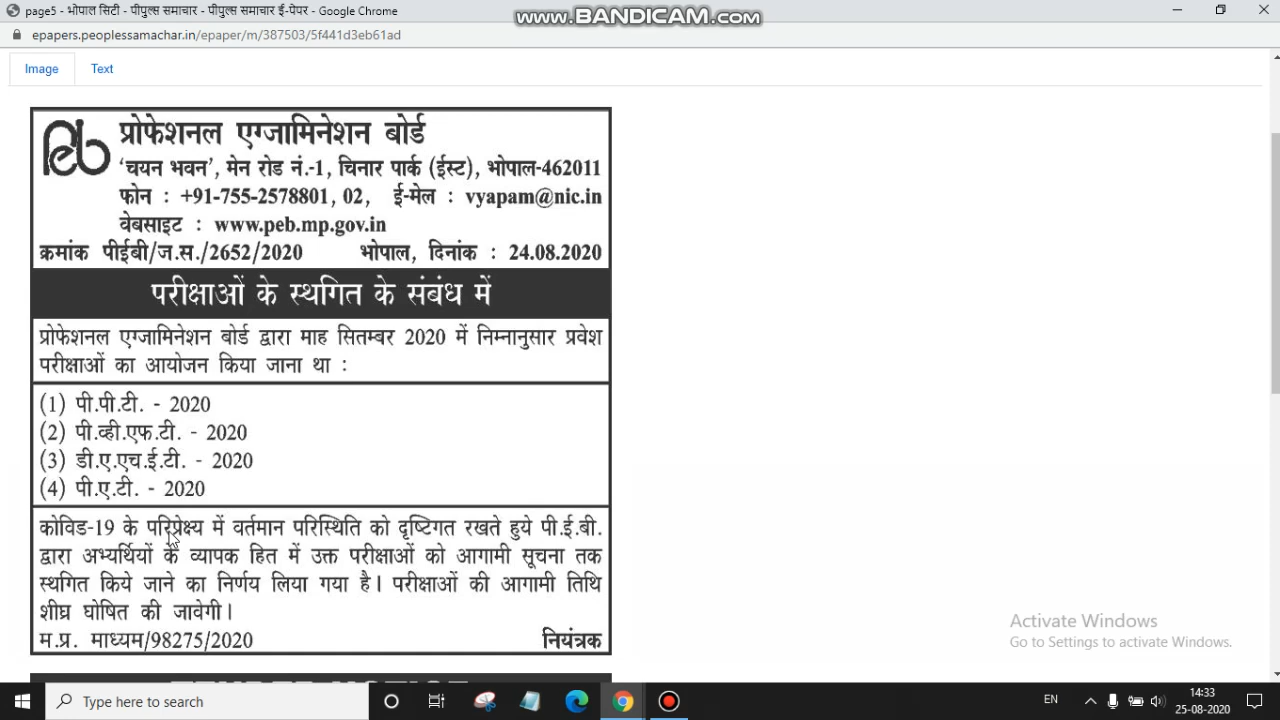 page5 - भोपाल सिटी - पीपुल्स समाचार - पीपुल्स समाचार ई-पेपर - Google Chrome
www.BANDICAM.com
epapers.peoplessamachar.in/epaper/m/387503/5f441d3eb61ad
Image Text
peb
प्रोफेशनल एग्जामिनेशन बोर्ड
'चयन भवन', मेन रोड नं.-1, चिनार पार्क (ईस्ट), भोपाल-462011
फोन : +91-755-2578801, 02, ई-मेल : vyapam@nic.in
वेबसाइट : www.peb.mp.gov.in
क्रमांक पीईबी/ज.स./2652/2020 भोपाल, दिनांक : 24.08.2020
परीक्षाओं के स्थगित के संबंध में
प्रोफेशनल एग्जामिनेशन बोर्ड द्वारा माह सितम्बर 2020 में निम्नानुसार प्रवेश
परीक्षाओं का आयोजन किया जाना था :
(1) पी.पी.टी. - 2020
(2) पी.व्ही.एफ.टी. - 2020
(3) डी.ए.एच.ई.टी. - 2020
(4) पी.ए.टी. - 2020
कोविड-19 के परिप्रेक्ष्य में वर्तमान परिस्थिति को दृष्टिगत रखते हुये पी.ई.बी.
द्वारा अभ्यर्थियों के व्यापक हित में उक्त परीक्षाओं को आगामी सूचना तक
स्थगित किये जाने का निर्णय लिया गया है। परीक्षाओं की आगामी तिथि
शीघ्र घोषित की जावेगी।
म.प्र. माध्यम/98275/2020 नियंत्रक
Activate Windows
Go to Settings to activate Windows.
Type here to search
EN
14:33
25-08-2020